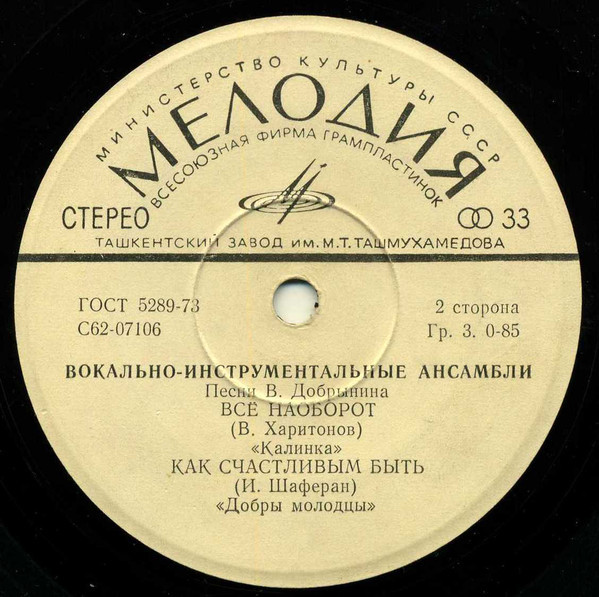 МИНИСТЕРСТВО КУЛЬТУРЫ СССР
МЕЛОДИЯ
ВСЕСОЮЗНАЯ ФИРМА ГРАМПЛАСТИНОК
СТЕРЕО
33
ТАШКЕНТСКИЙ ЗАВОД ИМ. М.Т. ТАШМУХАМЕДОВА
ГОСТ 5289-73
2 сторона
С62-07106
Гр. 3. 0-85
ВОКАЛЬНО-ИНСТРУМЕНТАЛЬНЫЕ АНСАМБЛИ
Песни В. Добрынина
ВСЁ НАОБОРОТ
(В. Харитонов)
«Калинка»
КАК СЧАСТЛИВЫМ БЫТЬ
(И. Шаферан)
«Добры молодцы»